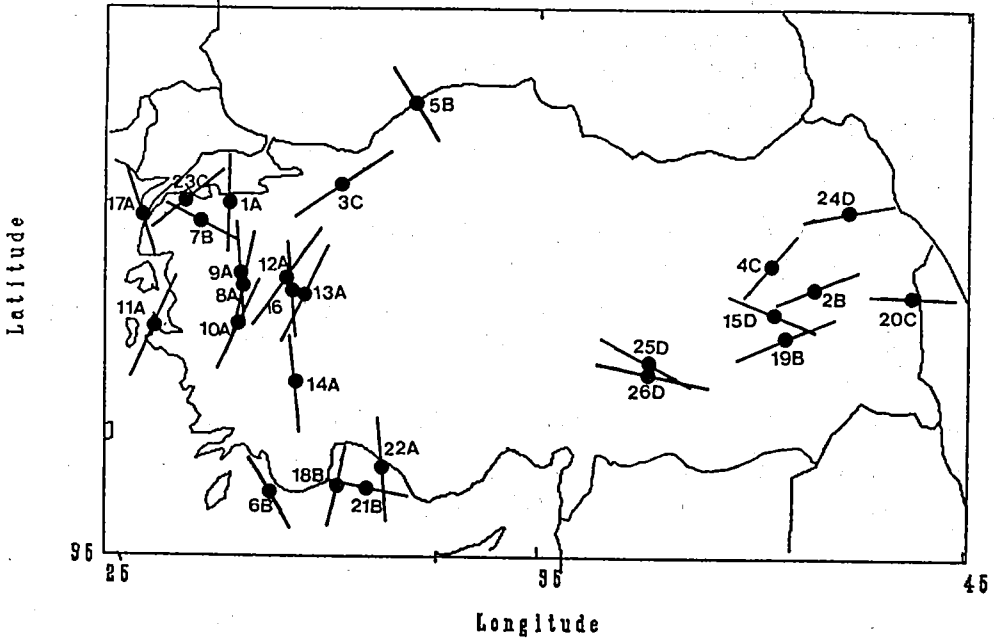 5B
23C
17A
1A
3C
7B
24D
9A
12A
4C
8A
16
13A
2B
11A
10A
15D
20C
19B
25D
14A
26D
22A
18B
6B
21B
35
25
35
45
Latitude
Longitude